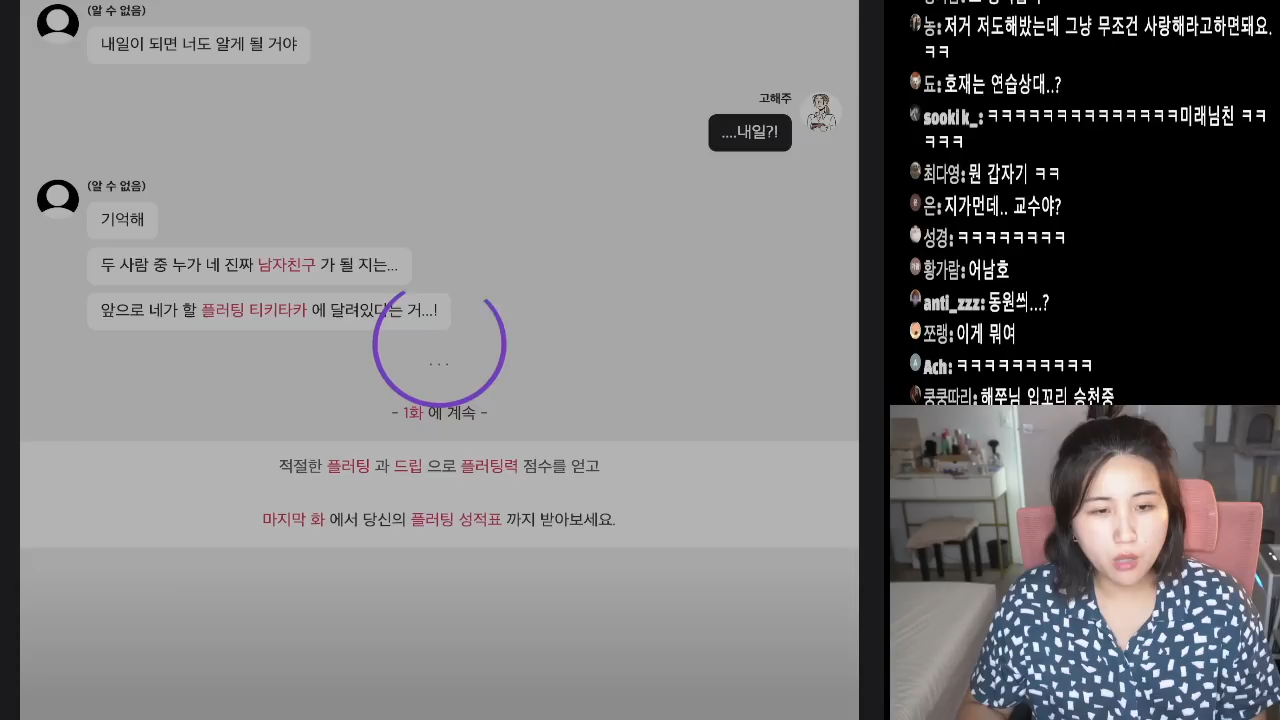 (알 수 없음)
내일이 되면 너도 알게 될 거야
고해주
....내일?!
(알 수 없음)
기억해
두 사람 중 누가 네 진짜 남자친구 가 될 지는...
앞으로 네가 할 플러팅 티키타카 에 달려있다는 거...!
. . .
- 1화 에 계속 -
적절한 플러팅 과 드립 으로 플러팅력 점수를 얻고
마지막 화 에서 당신의 플러팅 성적표 까지 받아보세요.
농: 저거 저도해봤는데 그냥 무조건 사랑해라고하면돼요.
ㅋㅋ
됴: 호재는 연습상대..?
sookik_: ㅋㅋㅋㅋㅋㅋㅋㅋㅋㅋㅋㅋㅋㅋ미래님친 ㅋㅋ
ㅋㅋㅋ
최다영: 뭔 갑자기 ㅋㅋ
은: 지가먼데.. 교수야?
성경: ㅋㅋㅋㅋㅋㅋㅋㅋ
황가람: 어남호
anti_zzz: 동원씌...?
쪼랭: 이게 뭐여
Ach: ㅋㅋㅋㅋㅋㅋㅋㅋㅋㅋ
쿵쿵따리: 해쭈님 입꼬리 승천중